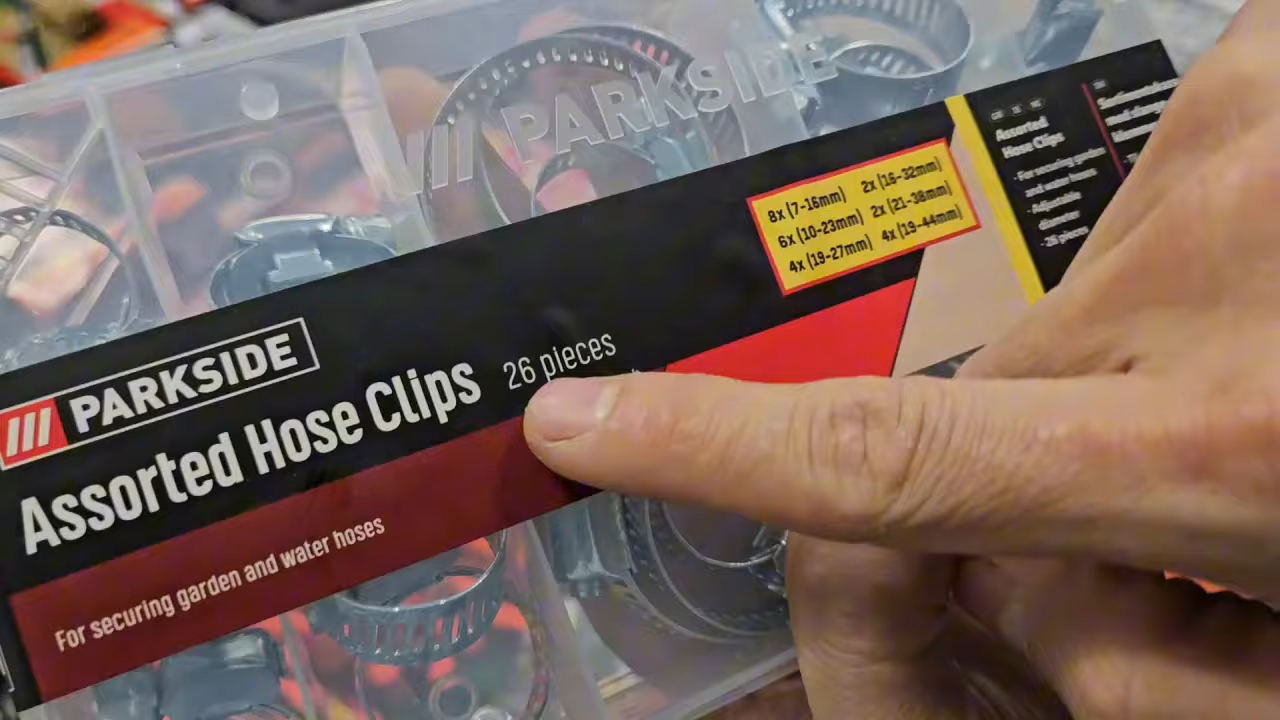 PARKSIDE
8x (7-16mm) 2x (16-32mm)
6x (10-23mm) 2x (21-38mm)
4x (19-27mm) 4x (19-44mm)
Assorted
Hose Clips
- For securing garden
and water hoses
- Adjustable
diameter
- 26 pieces
PARKSIDE
Assorted Hose Clips 26 pieces
For securing garden and water hoses